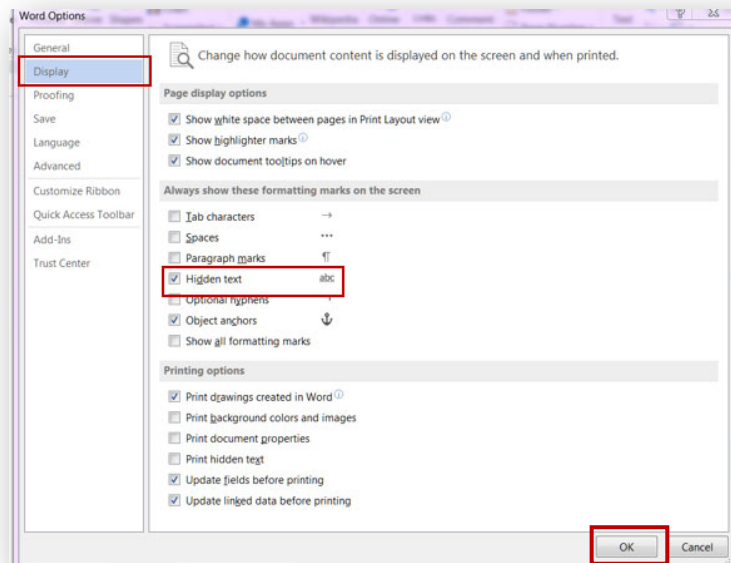 Word Options
General
Display
Proofing
Save
Language
Advanced
Customize Ribbon
Quick Access Toolbar
Add-Ins
Trust Center
Change how document content is displayed on the screen and when printed.
Page display options
Show white space between pages in Print Layout view
Show highlighter marks
Show document tooltips on hover
Always show these formatting marks on the screen
Tab characters →
Spaces •••
Paragraph marks ¶
Hidden text abc
Optional hyphens ¬
Object anchors
Show all formatting marks
Printing options
Print drawings created in Word
Print background colors and images
Print document properties
Print hidden text
Update fields before printing
Update linked data before printing
OK Cancel